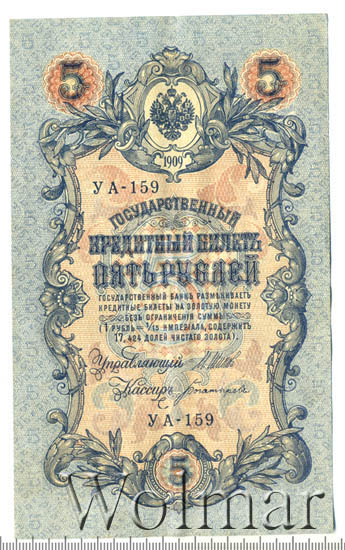 5 5
1909
УА-159
ГОСУДАРСТВЕННЫЙ
КРЕДИТНЫЙ БИЛЕТЪ
ПЯТЬ РУБЛЕЙ
ГОСУДАРСТВЕННЫЙ БАНКЪ РАЗМѢНИВАЕТЪ
КРЕДИТНЫЕ БИЛЕТЫ НА ЗОЛОТУЮ МОНЕТУ
БЕЗЪ ОГРАНИЧЕНІЯ СУММЫ
(1 РУБЛЬ = 1/15 ИМПЕРІАЛА, СОДЕРЖИТЪ
17,424 ДОЛЕЙ ЧИСТАГО ЗОЛОТА).
Управляющій
Кассиръ
УА-159
5
Wolmar